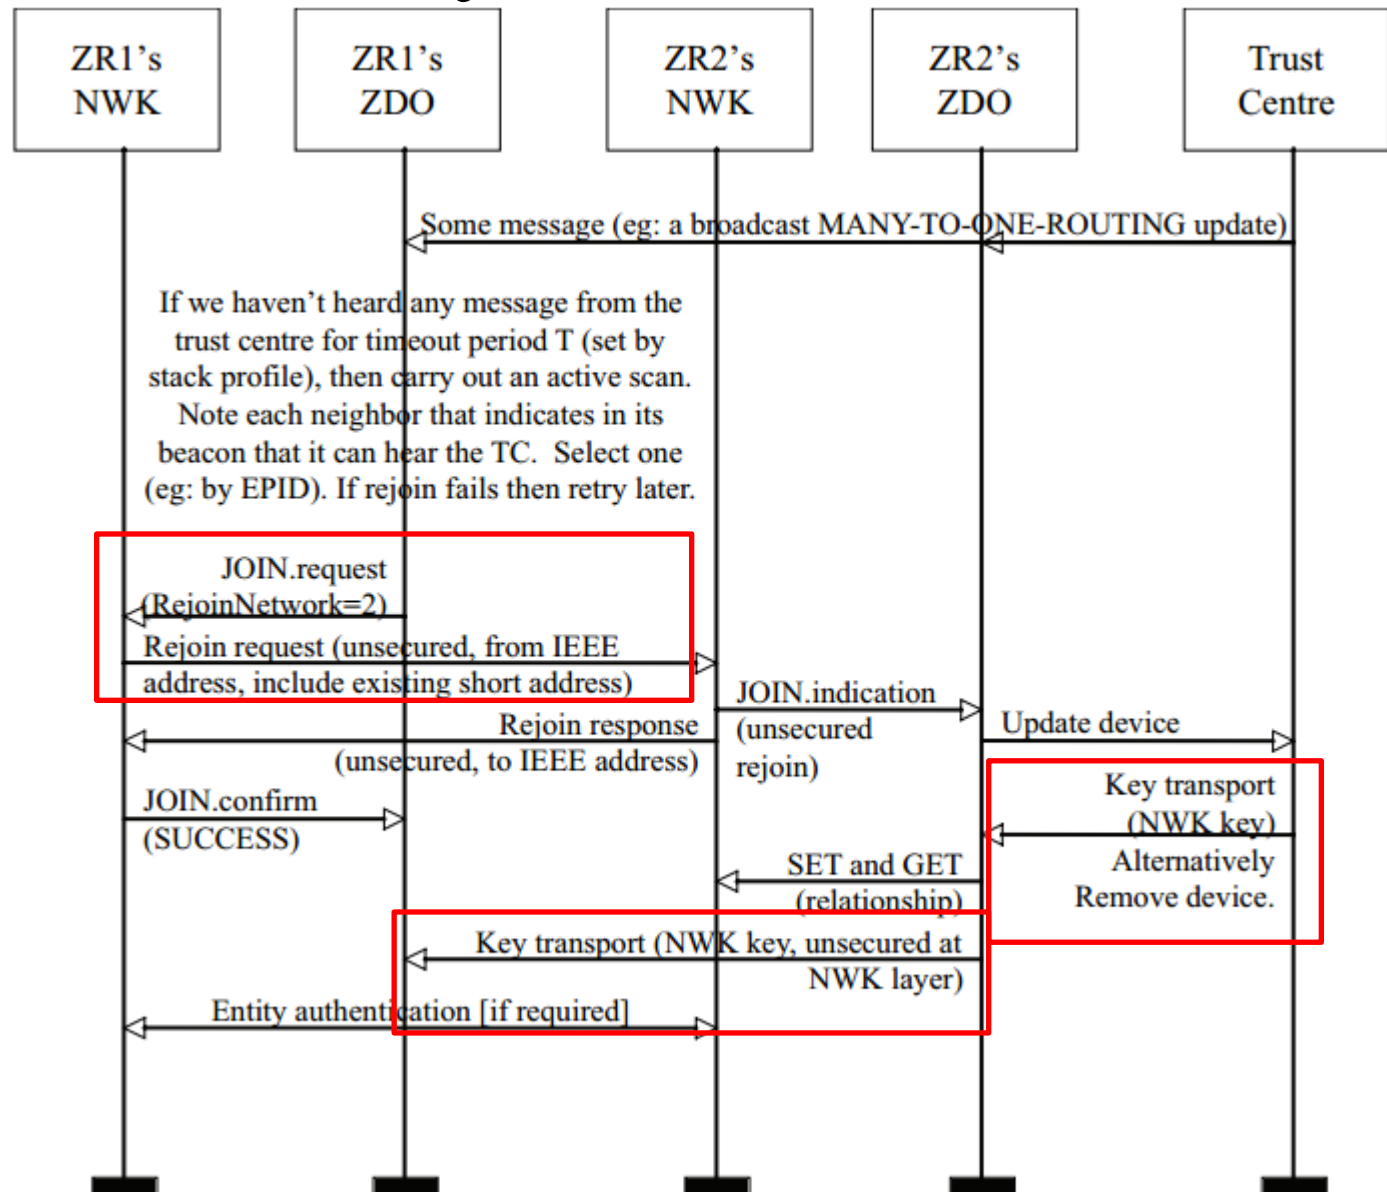 ZR1's
NWK
ZR1's
ZDO
ZR2's
NWK
ZR2's
ZDO
Trust
Centre
Some message (eg: a broadcast MANY-TO-ONE-ROUTING update)
If we haven't heard any message from the
trust centre for timeout period T (set by
stack profile), then carry out an active scan.
Note each neighbor that indicates in its
beacon that it can hear the TC. Select one
(eg: by EPID). If rejoin fails then retry later.
JOIN.request
(RejoinNetwork=2)
Rejoin request (unsecured, from IEEE
address, include existing short address)
JOIN.indication
(unsecured
rejoin)
Rejoin response
(unsecured, to IEEE address)
Update device
JOIN.confirm
(SUCCESS)
Key transport
(NWK key)
Alternatively
Remove device.
SET and GET
(relationship)
Key transport (NWK key, unsecured at
NWK layer)
Entity authentication [if required]